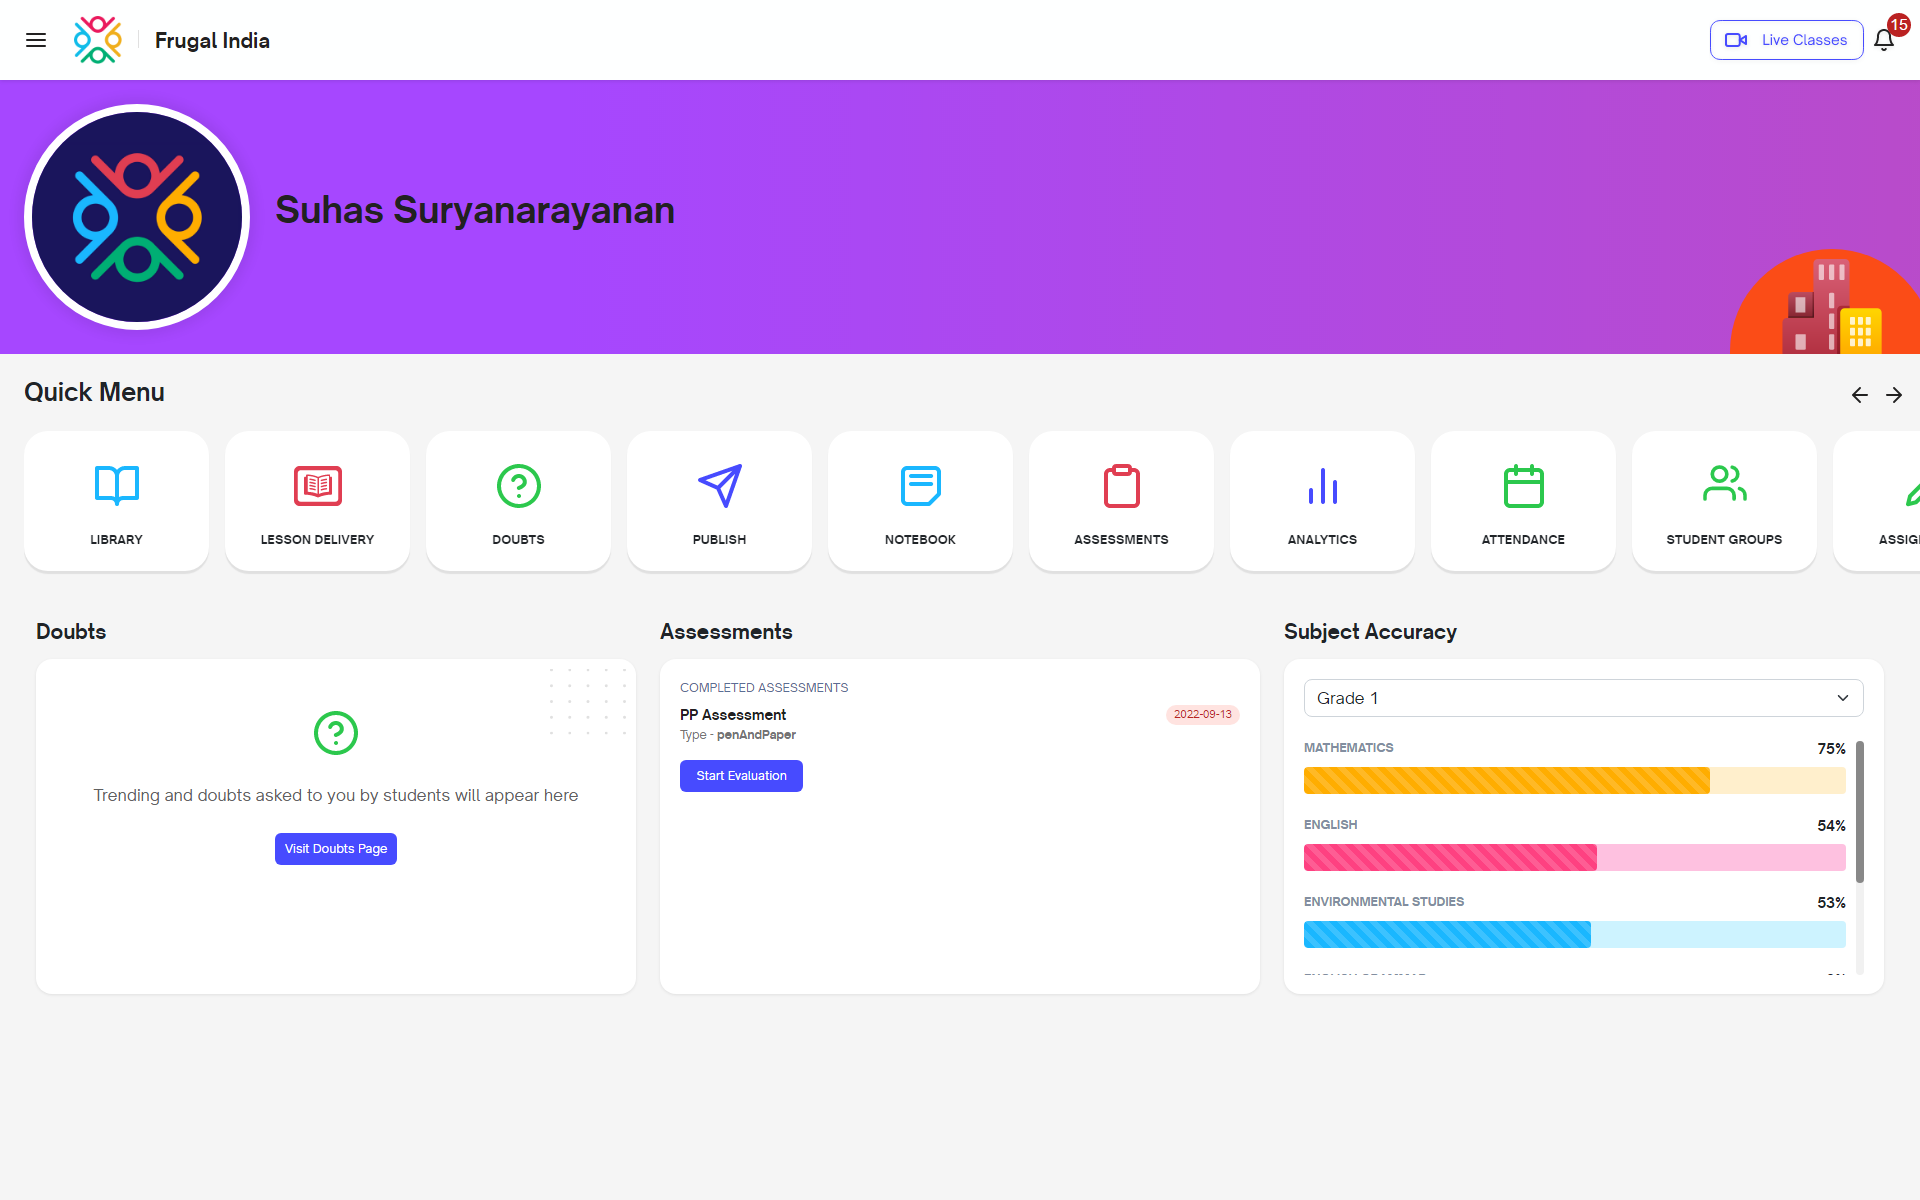 Frugal India
Live Classes
15
Suhas Suryanarayanan
Quick Menu
LIBRARY
LESSON DELIVERY
DOUBTS
PUBLISH
NOTEBOOK
ASSESSMENTS
ANALYTICS
ATTENDANCE
STUDENT GROUPS
Doubts
Trending and doubts asked to you by students will appear here
Visit Doubts Page
Assessments
COMPLETED ASSESSMENTS
PP Assessment
2022-09-13
Type - penAndPaper
Start Evaluation
Subject Accuracy
Grade 1
MATHEMATICS
75%
ENGLISH
54%
ENVIRONMENTAL STUDIES
53%